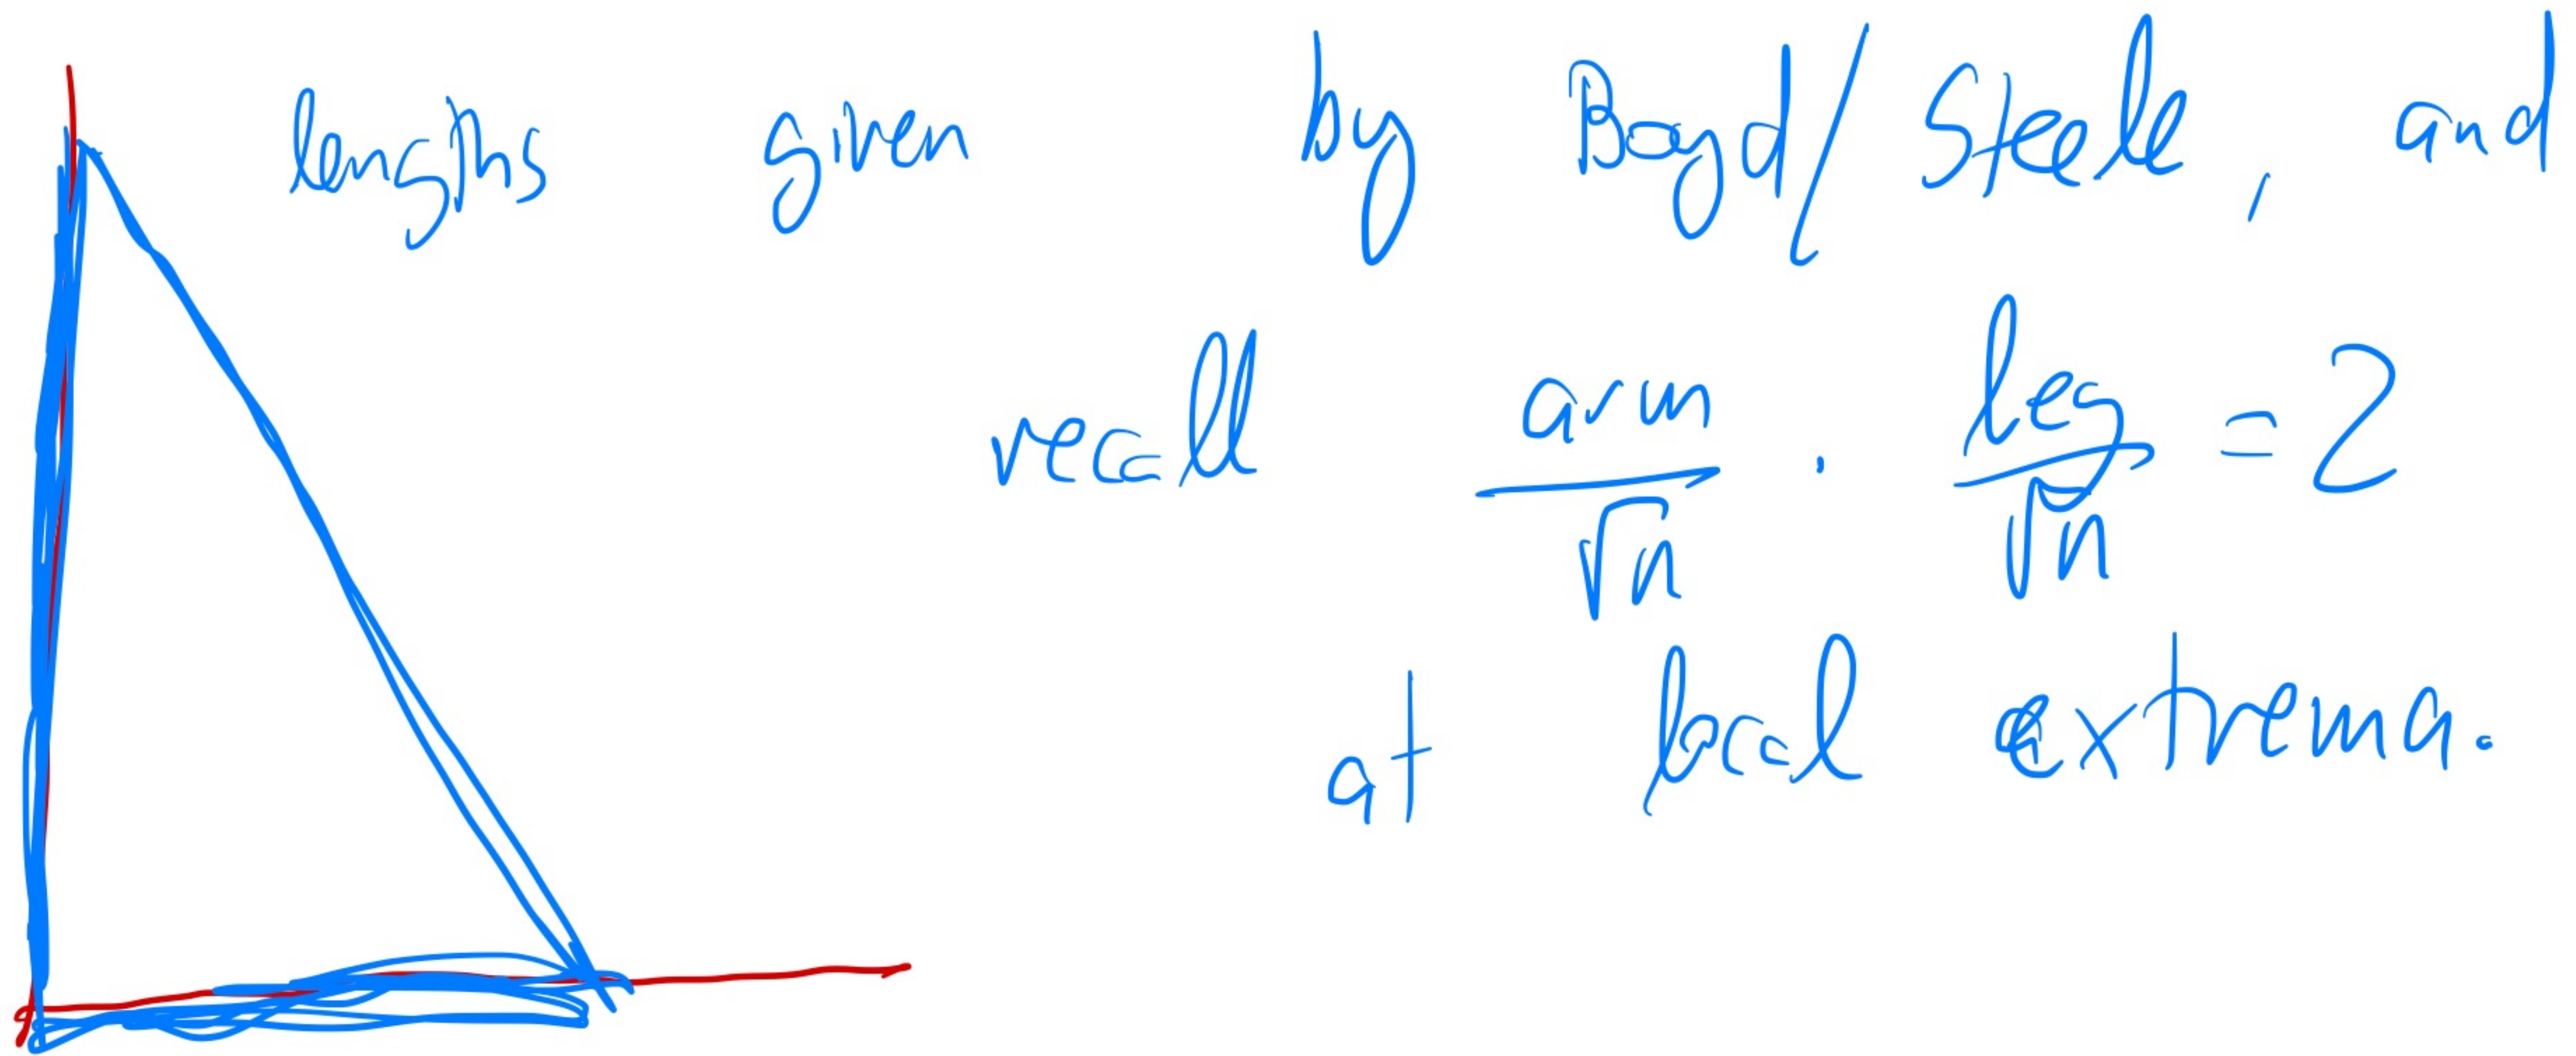 lengths given by Boyd/Steele, and
recall arm/√n · leg/√n = 2
at local extrema.